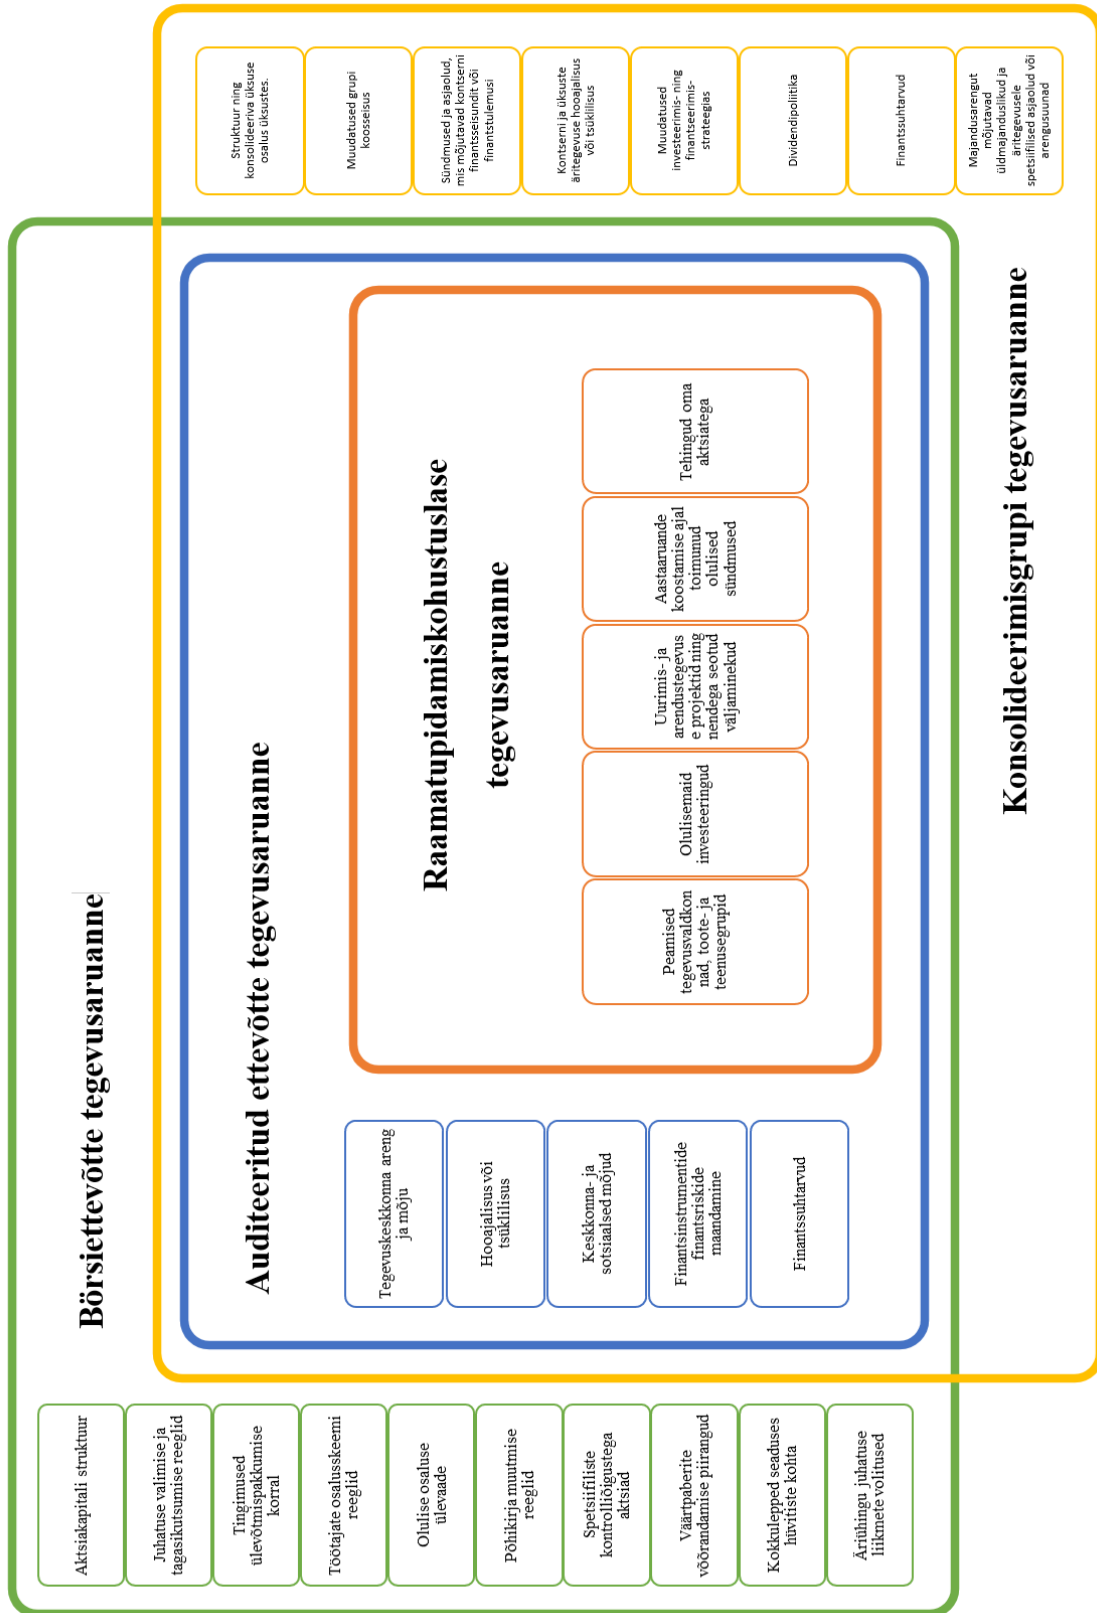 Börsiettevõtte tegevusaruanne
Aktsiakapitali struktuur
Juhatuse valimise ja
tagasikutsumise reeglid
Tingimused
ülevõtmispakkumise
korral
Töötajate osalusskeemi
reeglid
Olulise osaluse
ülevaade
Põhikirja muutmise
reeglid
Spetsiifiliste
kontrolliõigustega
aktsiad
Väärtpaberite
võõrandamise piirangud
Kokkulepped seaduses
hüvitiste kohta
Äriühingu juhatuse
liikmete volitused
Auditeeritud ettevõtte tegevusaruanne
Tegevuskeskkonna areng
ja mõju
Hooajalisus või
tsüklilisus
Keskkonna- ja
sotsiaalsed mõjud
Finantsinstrumentide
finantsriskide
maandamine
Finantssuhtarvud
Raamatupidamiskohustuslase
tegevusaruanne
Peamised
tegevusvaldkon
nad, toote- ja
teenusegrupid
Olulisemaid
investeeringud
Uurimis- ja
arendustegevus
e projektid ning
nendega seotud
väljaminekud
Aastaaruande
koostamise ajal
toimunud
olulised
sündmused
Tehingud oma
aktsiatega
Struktuur ning
konsolideeriva üksuse
osalus üksustes.
Muudatused grupi
koosseisus
Sündmused ja asjaolud,
mis mõjutavad kontserni
finantsseisundit või
finantstulemusi
Kontserni ja üksuste
äritegevuse hooajalisus
või tsüklilisus
Muudatused
investeerimis- ning
finantseerimis-
strateegias
Dividendipoliitika
Finantssuhtarvud
Majandusarengut
mõjutavad
üldmajanduslikud ja
äritegevusele
spetsiifilised asjaolud või
arengusuunad
Konsolideerimisgrupi tegevusaruanne